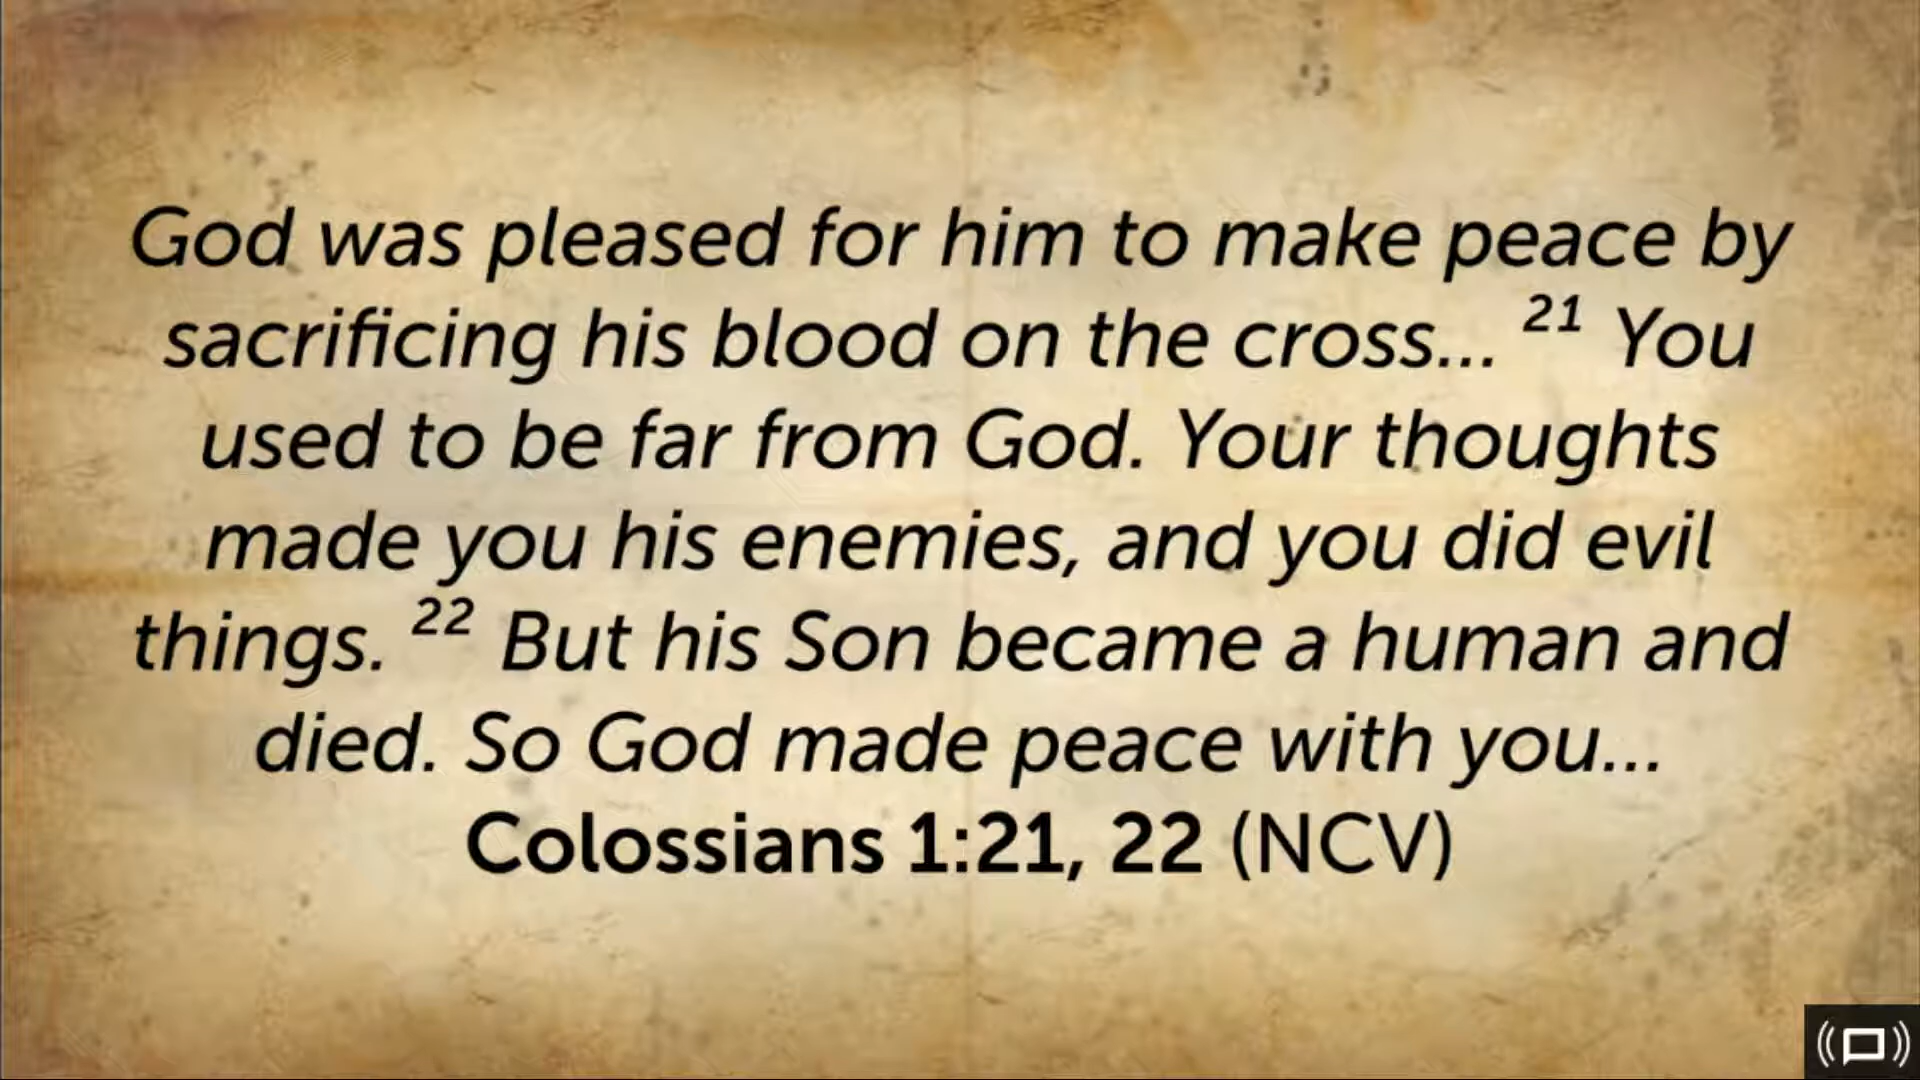 God was pleased for him to make peace by
sacrificing his blood on the cross... 21 You
used to be far from God. Your thoughts
made you his enemies, and you did evil
things. 22 But his Son became a human and
died. So God made peace with you...
Colossians 1:21, 22 (NCV)